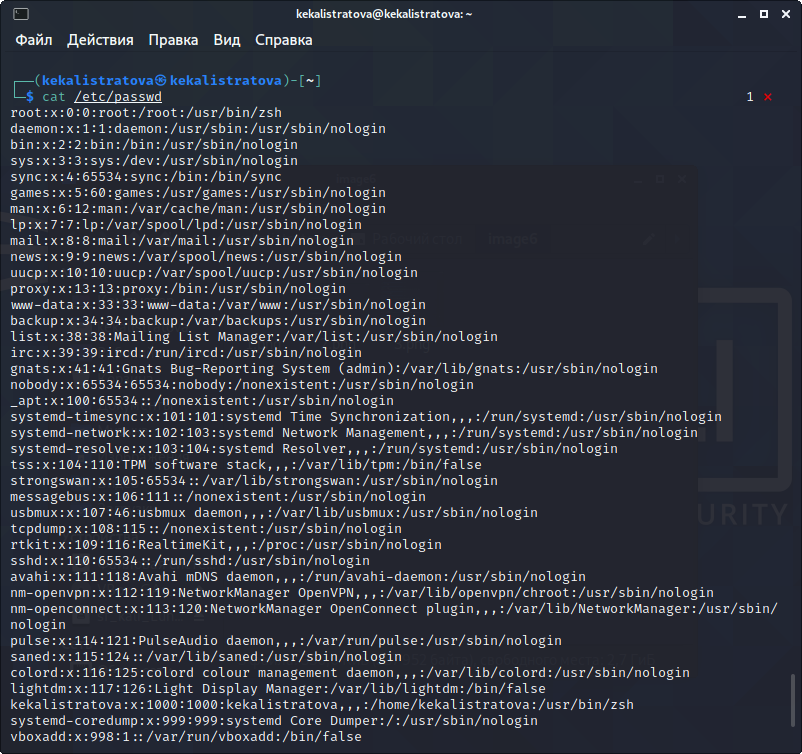 kekalistratova@kekalistratova: ~
Файл Действия Правка Вид Справка
┌──(kekalistratova㉿kekalistratova)-[~]
└─$ cat /etc/passwd 1 ⨯
root:x:0:0:root:/root:/usr/bin/zsh
daemon:x:1:1:daemon:/usr/sbin:/usr/sbin/nologin
bin:x:2:2:bin:/bin:/usr/sbin/nologin
sys:x:3:3:sys:/dev:/usr/sbin/nologin
sync:x:4:65534:sync:/bin:/bin/sync
games:x:5:60:games:/usr/games:/usr/sbin/nologin
man:x:6:12:man:/var/cache/man:/usr/sbin/nologin
lp:x:7:7:lp:/var/spool/lpd:/usr/sbin/nologin
mail:x:8:8:mail:/var/mail:/usr/sbin/nologin
news:x:9:9:news:/var/spool/news:/usr/sbin/nologin
uucp:x:10:10:uucp:/var/spool/uucp:/usr/sbin/nologin
proxy:x:13:13:proxy:/bin:/usr/sbin/nologin
www-data:x:33:33:www-data:/var/www:/usr/sbin/nologin
backup:x:34:34:backup:/var/backups:/usr/sbin/nologin
list:x:38:38:Mailing List Manager:/var/list:/usr/sbin/nologin
irc:x:39:39:ircd:/run/ircd:/usr/sbin/nologin
gnats:x:41:41:Gnats Bug-Reporting System (admin):/var/lib/gnats:/usr/sbin/nologin
nobody:x:65534:65534:nobody:/nonexistent:/usr/sbin/nologin
_apt:x:100:65534::/nonexistent:/usr/sbin/nologin
systemd-timesync:x:101:101:systemd Time Synchronization,,,:/run/systemd:/usr/sbin/nologin
systemd-network:x:102:103:systemd Network Management,,,:/run/systemd:/usr/sbin/nologin
systemd-resolve:x:103:104:systemd Resolver,,,:/run/systemd:/usr/sbin/nologin
tss:x:104:110:TPM software stack,,,:/var/lib/tpm:/bin/false
strongswan:x:105:65534::/var/lib/strongswan:/usr/sbin/nologin
messagebus:x:106:111::/nonexistent:/usr/sbin/nologin
usbmux:x:107:46:usbmux daemon,,,:/var/lib/usbmux:/usr/sbin/nologin
tcpdump:x:108:115::/nonexistent:/usr/sbin/nologin
rtkit:x:109:116:RealtimeKit,,,:/proc:/usr/sbin/nologin
sshd:x:110:65534::/run/sshd:/usr/sbin/nologin
avahi:x:111:118:Avahi mDNS daemon,,,:/run/avahi-daemon:/usr/sbin/nologin
nm-openvpn:x:112:119:NetworkManager OpenVPN,,,:/var/lib/openvpn/chroot:/usr/sbin/nologin
nm-openconnect:x:113:120:NetworkManager OpenConnect plugin,,,:/var/lib/NetworkManager:/usr/sbin/
nologin
pulse:x:114:121:PulseAudio daemon,,,:/var/run/pulse:/usr/sbin/nologin
saned:x:115:124::/var/lib/saned:/usr/sbin/nologin
colord:x:116:125:colord colour management daemon,,,:/var/lib/colord:/usr/sbin/nologin
lightdm:x:117:126:Light Display Manager:/var/lib/lightdm:/bin/false
kekalistratova:x:1000:1000:kekalistratova,,,:/home/kekalistratova:/usr/bin/zsh
systemd-coredump:x:999:999:systemd Core Dumper:/:/usr/sbin/nologin
vboxadd:x:998:1::/var/run/vboxadd:/bin/false
URITY